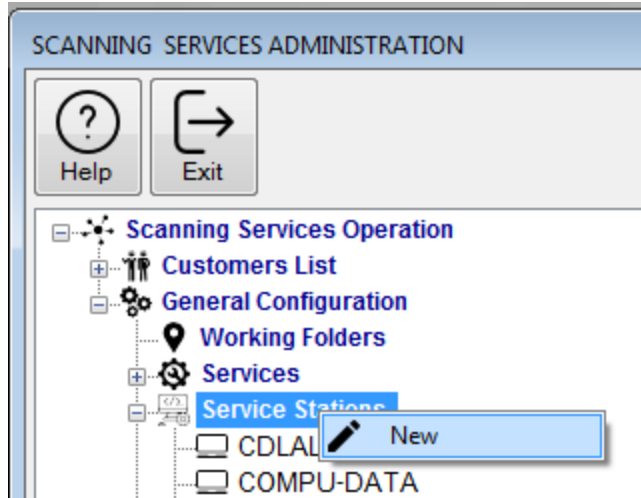 SCANNING SERVICES ADMINISTRATION
?
Help
Exit
Scanning Services Operation
Customers List
General Configuration
Working Folders
Services
Service Stations
New
COMPU-DATA